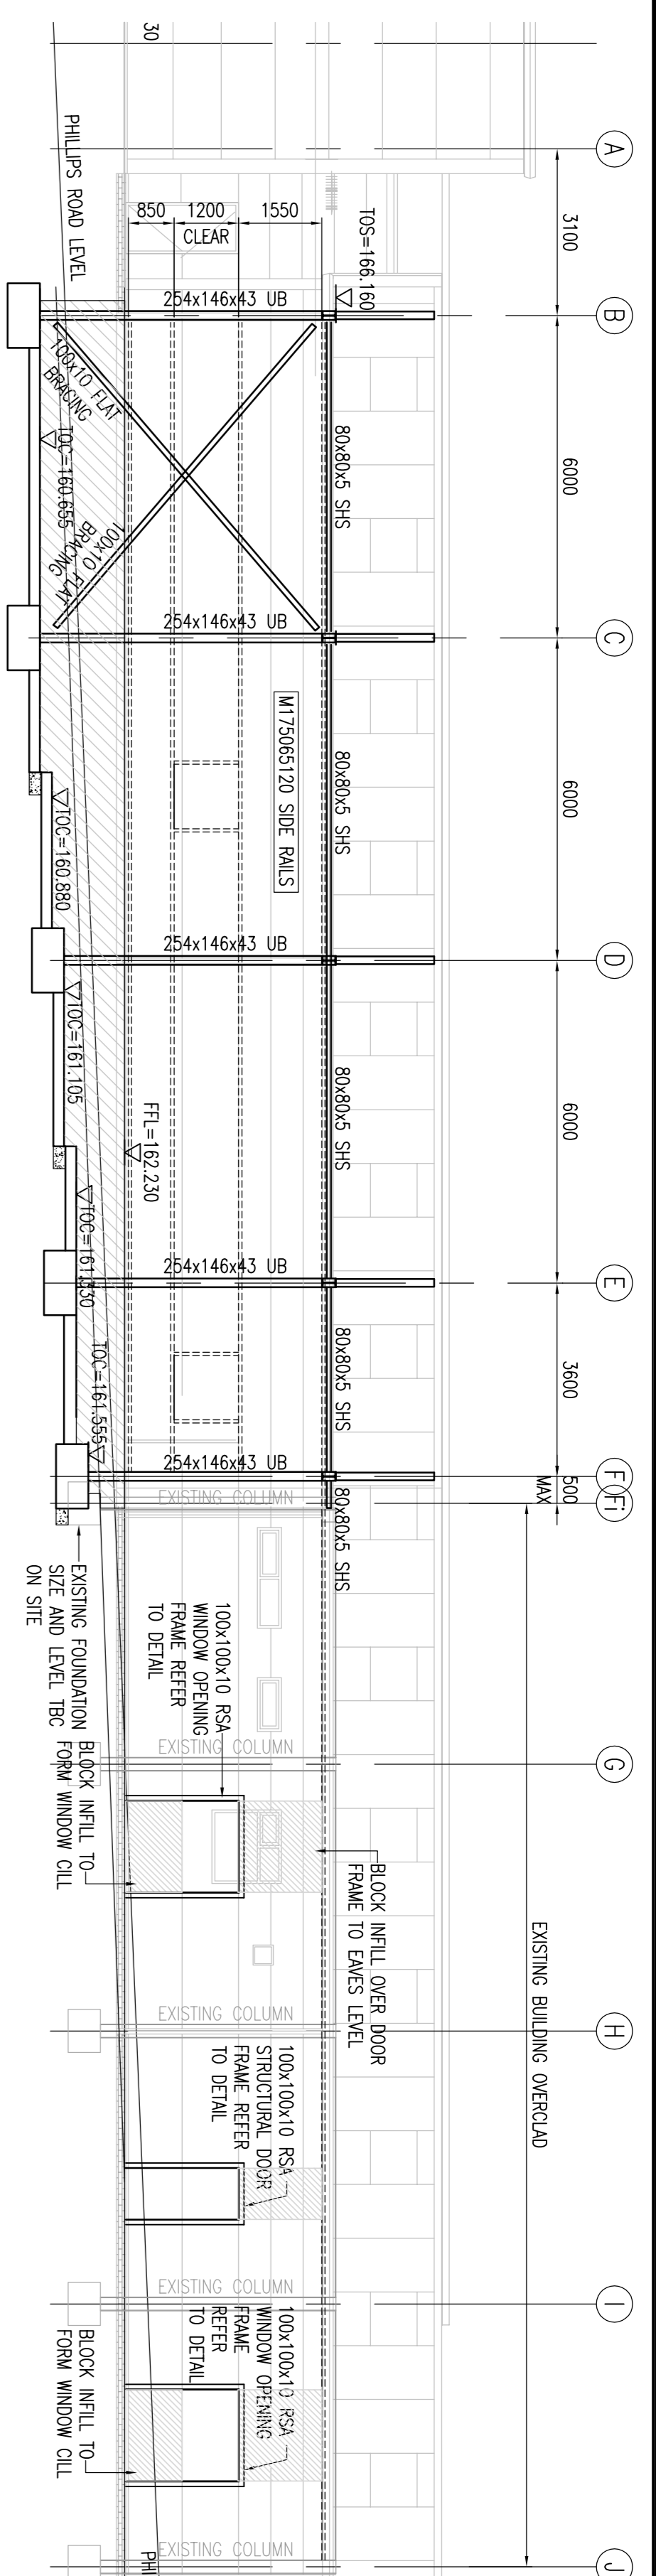 A
B
C
D
E
F
Fi
G
H
I
J
3100
6000
6000
6000
3600
500
MAX
EXISTING BUILDING OVERCLAD
30
PHILLIPS ROAD LEVEL
850
1200
CLEAR
1550
TOS=166.160
254x146x43 UB
254x146x43 UB
254x146x43 UB
254x146x43 UB
254x146x43 UB
80x80x5 SHS
80x80x5 SHS
80x80x5 SHS
80x80x5 SHS
80x80x5 SHS
100x10 FLAT
BRACING
100x10 FLAT
BRACING
M175065120 SIDE RAILS
TOC=160.655
TOC=160.880
TOC=161.105
TOC=161.330
TOC=161.555
FFL=162.230
EXISTING COLUMN
EXISTING COLUMN
EXISTING COLUMN
EXISTING COLUMN
EXISTING COLUMN
EXISTING FOUNDATION
SIZE AND LEVEL TBC
ON SITE
100x100x10 RSA
WINDOW OPENING
FRAME REFER
TO DETAIL
BLOCK INFILL TO
FORM WINDOW CILL
BLOCK INFILL OVER DOOR
FRAME TO EAVES LEVEL
100x100x10 RSA
STRUCTURAL DOOR
FRAME REFER
TO DETAIL
100x100x10 RSA
WINDOW OPENING
FRAME
REFER
TO DETAIL
BLOCK INFILL TO
FORM WINDOW CILL
PHI